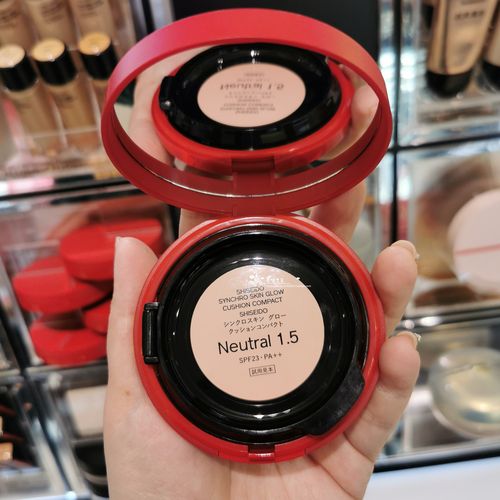 SHISEIDO
SYNCHRO SKIN GLOW
CUSHION COMPACT
SHISEIDO
シンクロスキン グロー
クッションコンパクト
Neutral 1.5
SPF23・PA++
試用見本